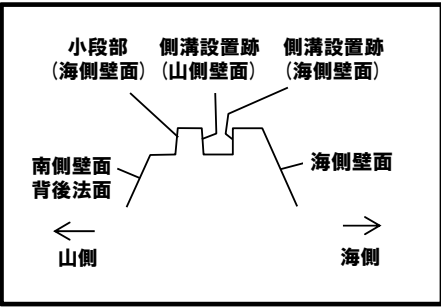 小段部
（海側壁面）
側溝設置跡
（山側壁面）
側溝設置跡
（海側壁面）
南側壁面
背後法面
海側壁面
山側
海側